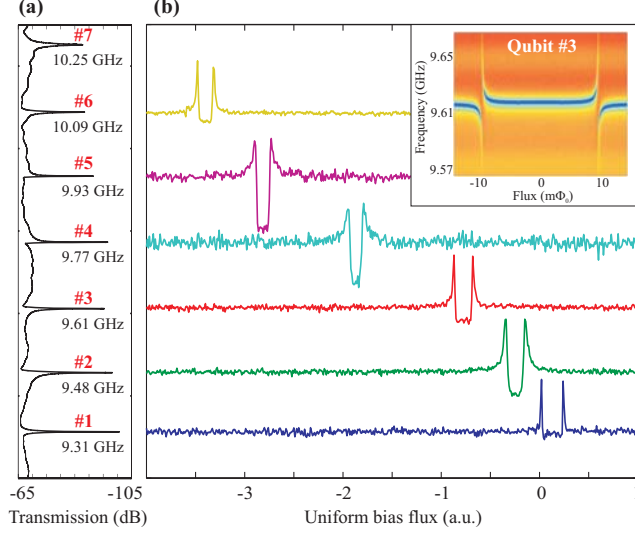 (a)
(b)
#7
10.25 GHz
#6
10.09 GHz
#5
9.93 GHz
#4
9.77 GHz
#3
9.61 GHz
#2
9.48 GHz
#1
9.31 GHz
-65
-105
Transmission (dB)
Qubit #3
Frequency (GHz)
9.65
9.61
9.57
-10
0
10
Flux (mΦ₀)
-3
-2
-1
0
Uniform bias flux (a.u.)